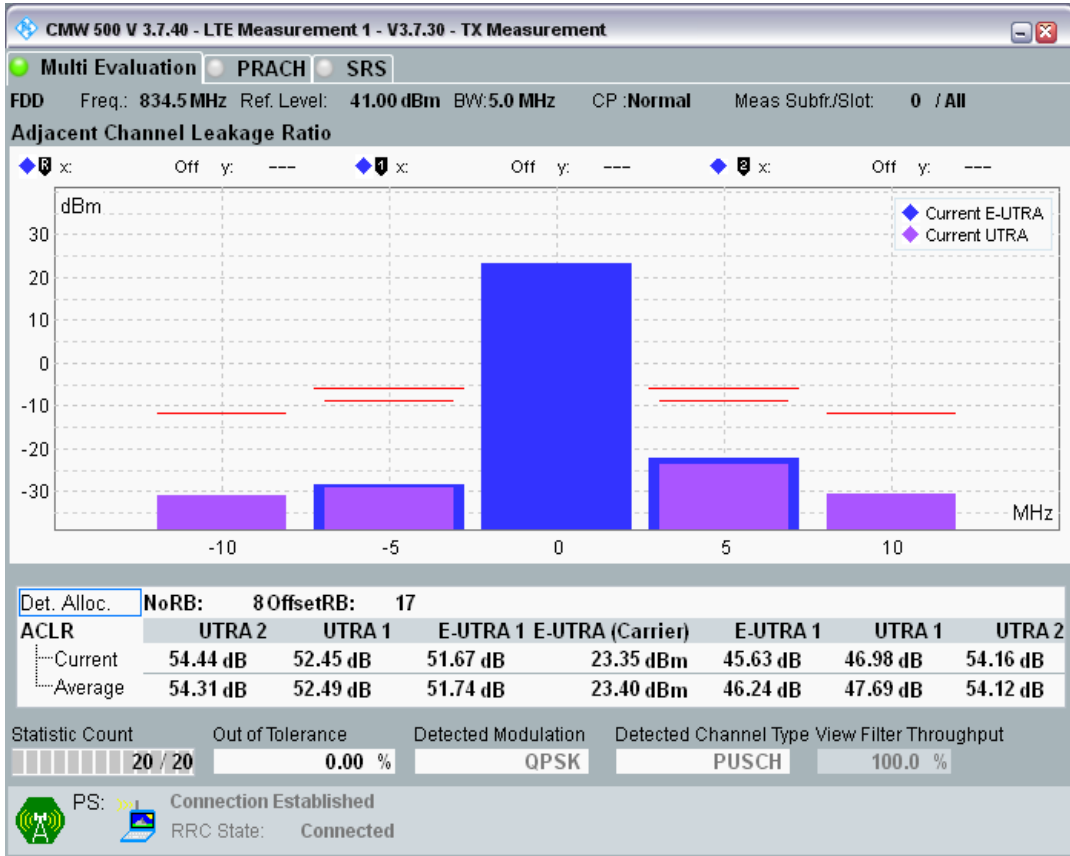 CMW 500 V 3.7.40 - LTE Measurement 1 - V3.7.30 - TX Measurement
Multi Evaluation PRACH SRS
FDD Freq.: 834.5 MHz Ref. Level: 41.00 dBm BW: 5.0 MHz CP : Normal Meas Subfr./Slot: 0 / All
Adjacent Channel Leakage Ratio
R x: Off y: --- 1 x: Off y: --- 2 x: Off y: ---
dBm
Current E-UTRA
Current UTRA
30
20
10
0
-10
-20
-30
MHz
-10 -5 0 5 10
Det. Alloc. NoRB: 8 OffsetRB: 17
ACLR UTRA 2 UTRA 1 E-UTRA 1 E-UTRA (Carrier) E-UTRA 1 UTRA 1 UTRA 2
Current 54.44 dB 52.45 dB 51.67 dB 23.35 dBm 45.63 dB 46.98 dB 54.16 dB
Average 54.31 dB 52.49 dB 51.74 dB 23.40 dBm 46.24 dB 47.69 dB 54.12 dB
Statistic Count Out of Tolerance Detected Modulation Detected Channel Type View Filter Throughput
20 / 20 0.00 % QPSK PUSCH 100.0 %
PS: Connection Established
RRC State: Connected